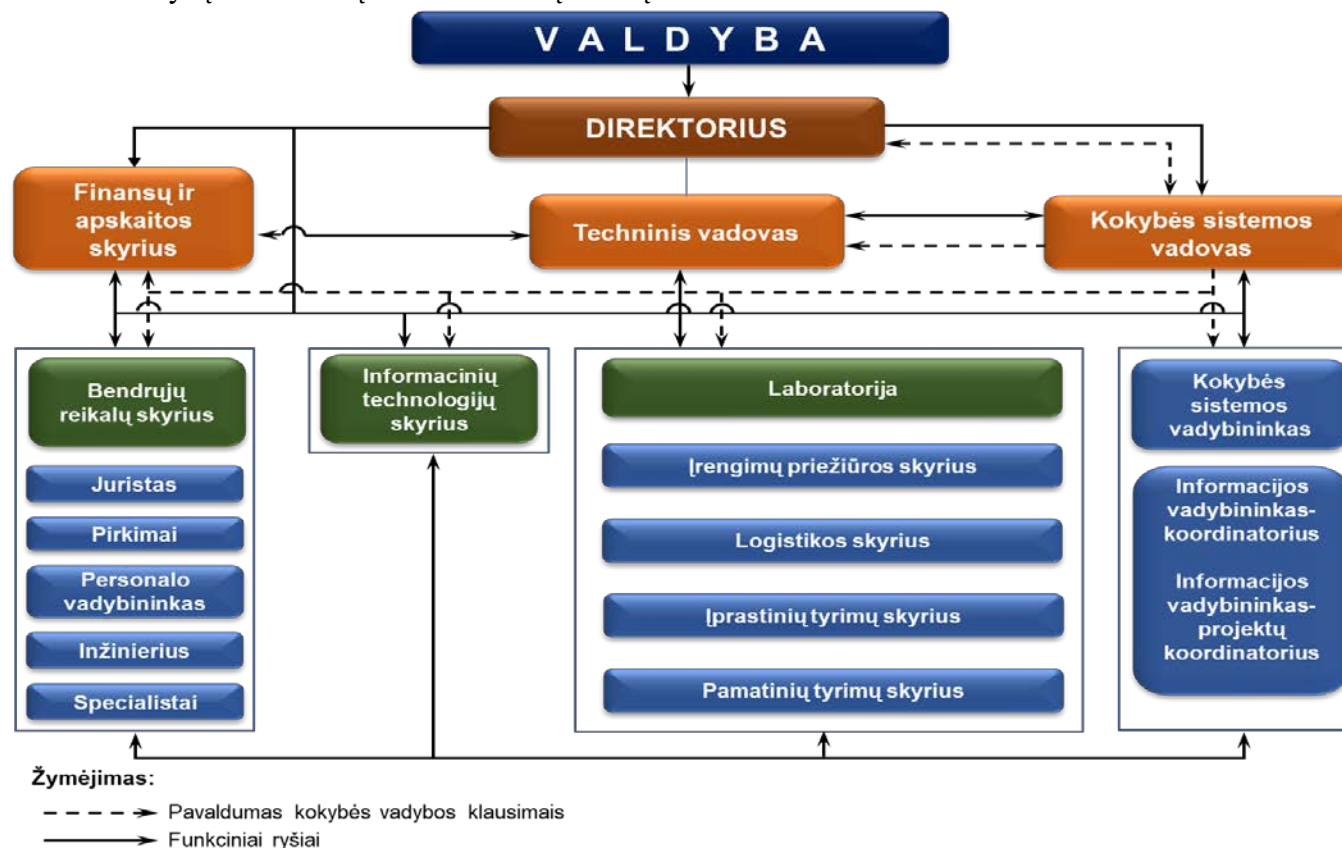 V A L D Y B A
DIREKTORIUS
Finansų ir
apskaitos
skyrius
Techninis vadovas
Kokybės sistemos
vadovas
Bendrųjų
reikalų skyrius
Juristas
Pirkimai
Personalo
vadybininkas
Inžinierius
Specialistai
Informacinių
technologijų
skyrius
Laboratorija
Įrengimų priežiūros skyrius
Logistikos skyrius
Įprastinių tyrimų skyrius
Pamatinių tyrimų skyrius
Kokybės
sistemos
vadybininkas
Informacijos
vadybininkas-
koordinatorius
Informacijos
vadybininkas-
projektų
koordinatorius
Žymėjimas:
Pavaldumas kokybės vadybos klausimais
Funkciniai ryšiai